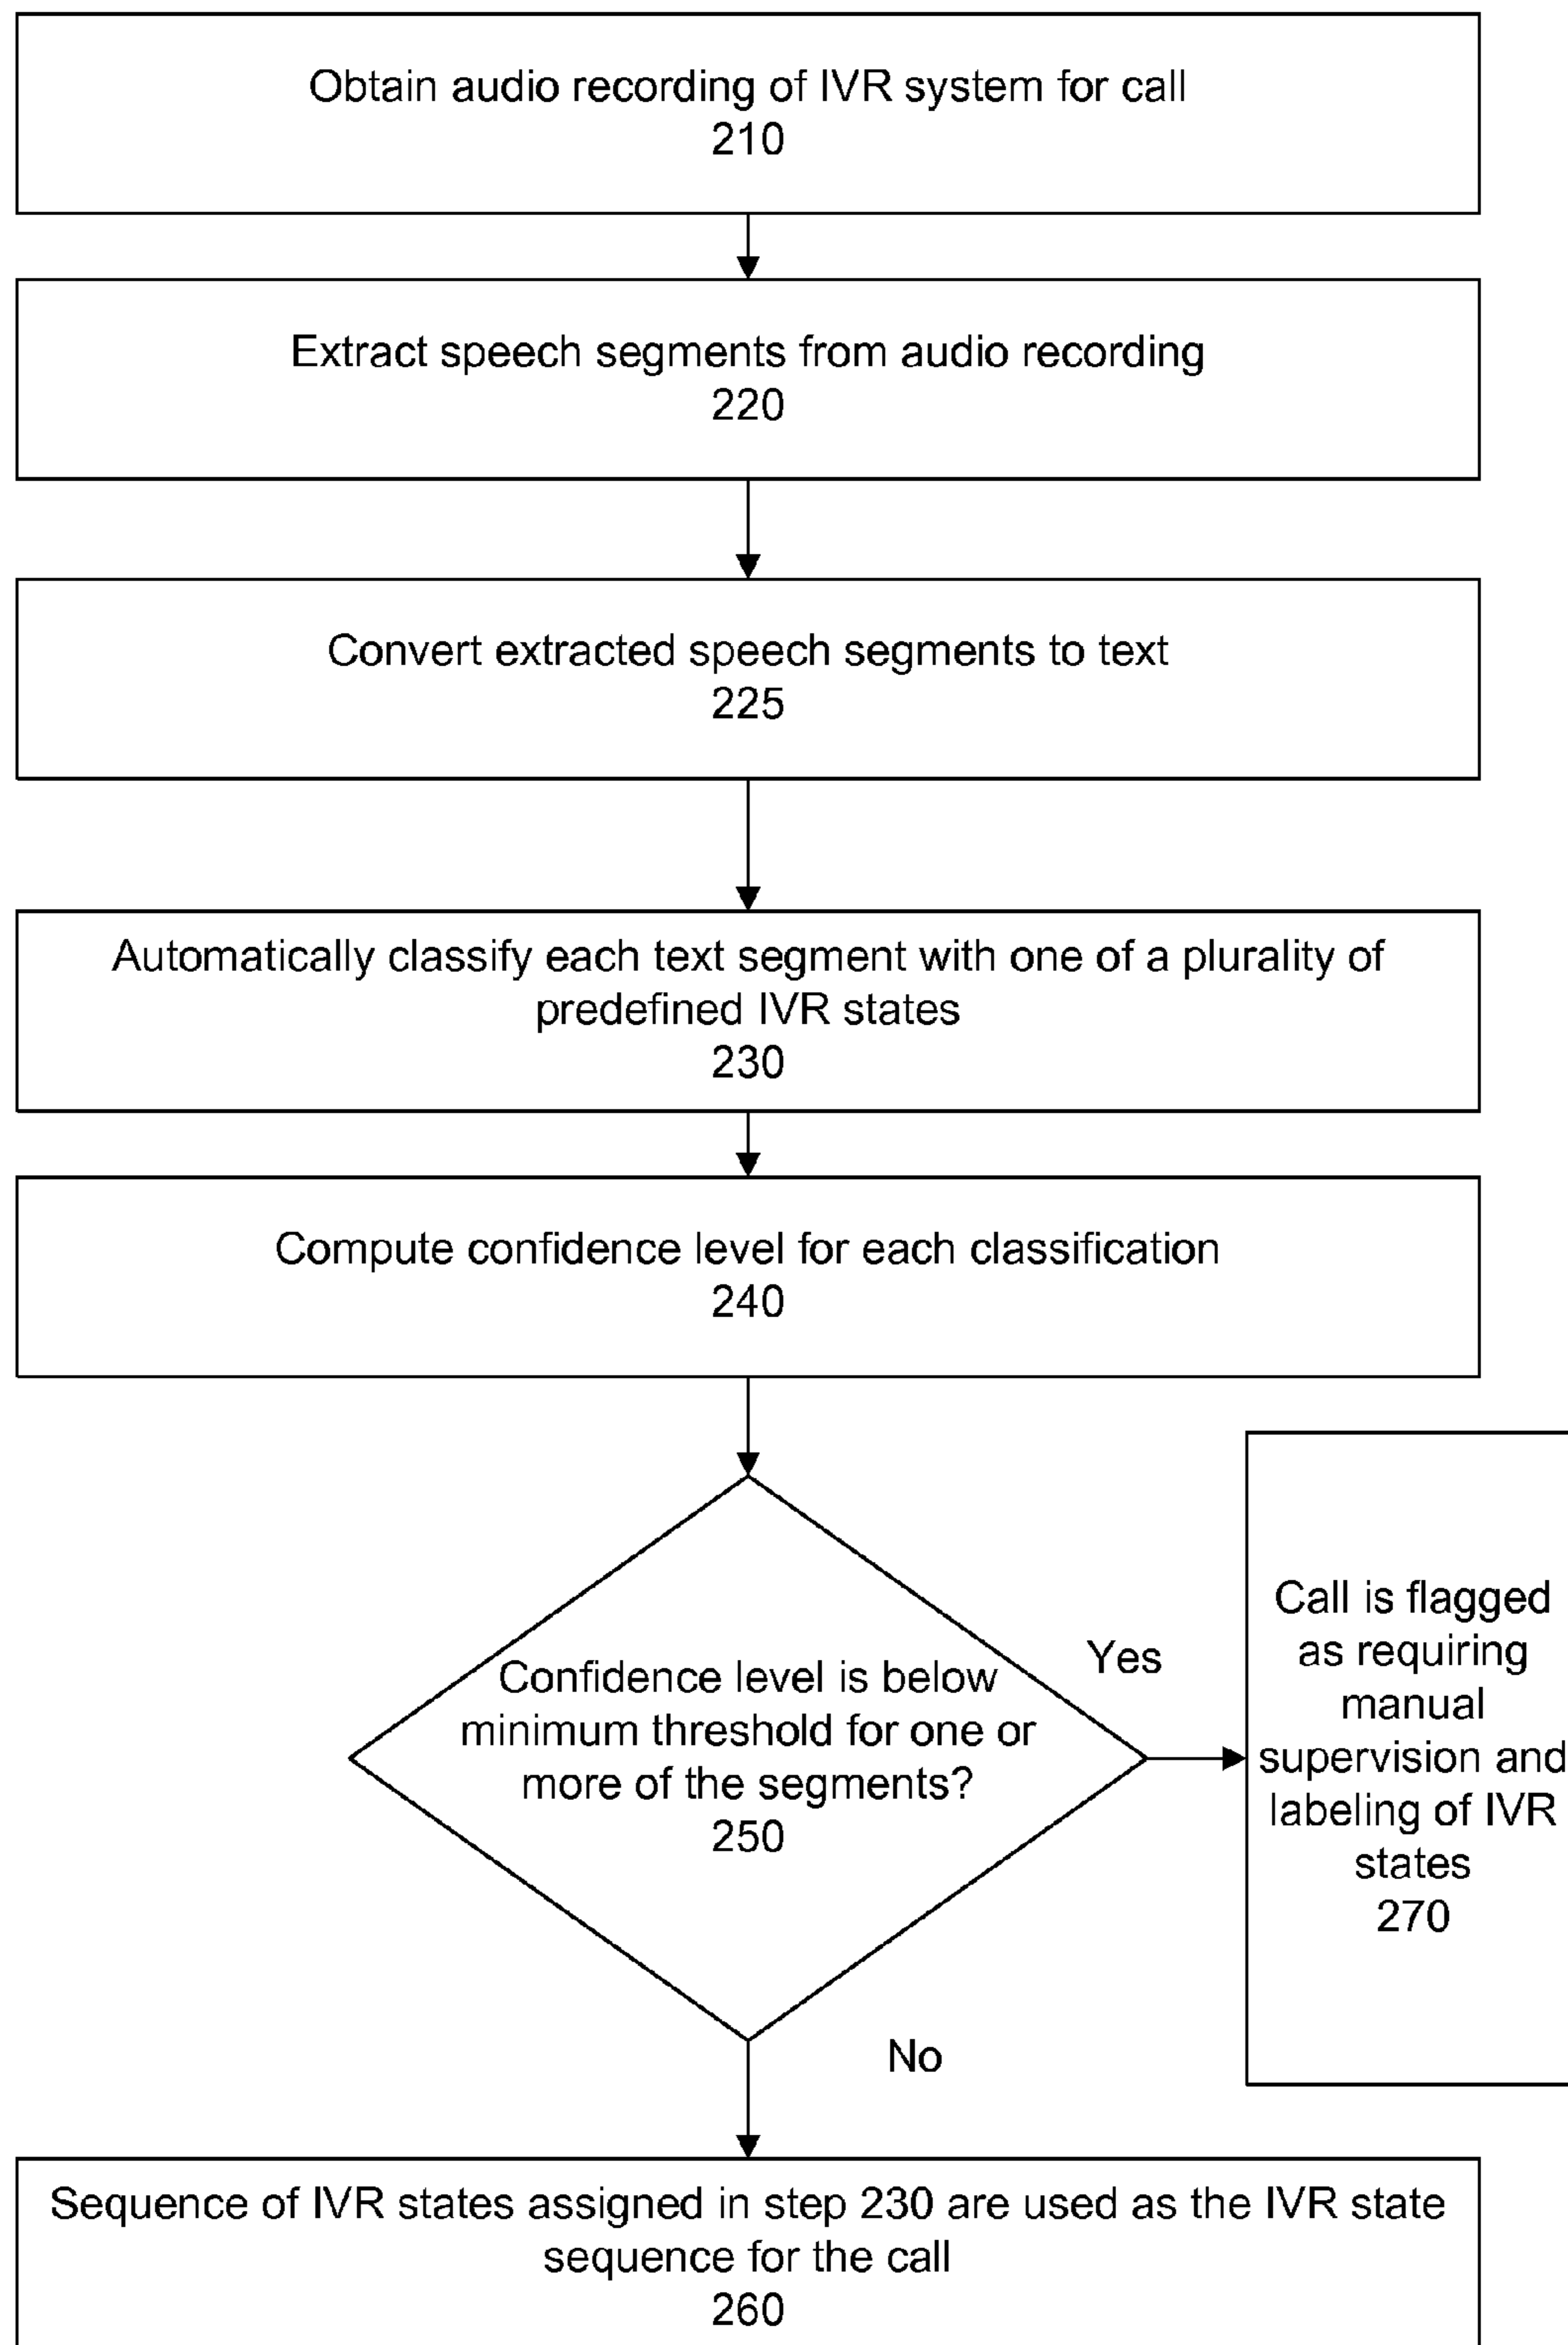 Obtain audio recording of IVR system for call
210
Extract speech segments from audio recording
220
Convert extracted speech segments to text
225
Automatically classify each text segment with one of a plurality of
predefined IVR states
230
Compute confidence level for each classification
240
Confidence level is below
minimum threshold for one or
more of the segments?
250
Yes
Call is flagged
as requiring
manual
supervision and
labeling of IVR
states
270
No
Sequence of IVR states assigned in step 230 are used as the IVR state
sequence for the call
260